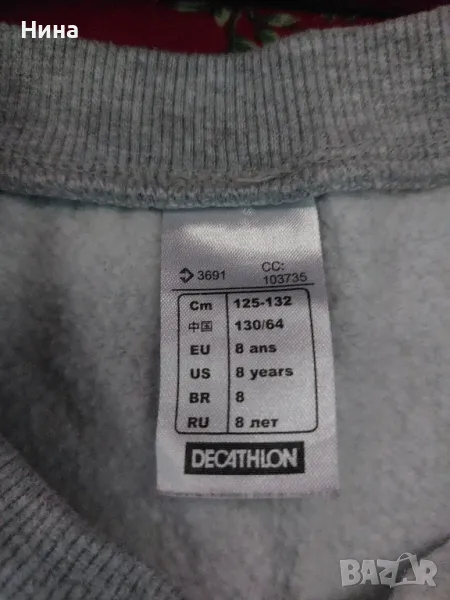 Нина
3691 CC: 103735
Cm 125-132
中国 130/64
EU 8 ans
US 8 years
BR 8
RU 8 лет
DECATHLON
BAZAR